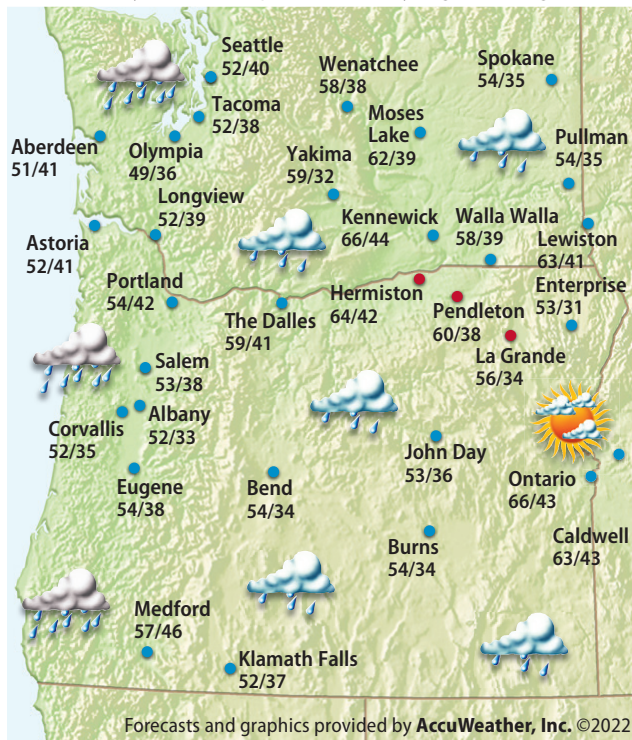 Seattle
52/40
Wenatchee
58/38
Spokane
54/35
Tacoma
52/38
Moses
Lake
62/39
Aberdeen
51/41
Olympia
49/36
Yakima
59/32
Pullman
54/35
Longview
52/39
Kennewick
66/44
Walla Walla
58/39
Lewiston
63/41
Astoria
52/41
Portland
54/42
The Dalles
59/41
Hermiston
64/42
Pendleton
60/38
Enterprise
53/31
La Grande
56/34
Salem
53/38
Albany
52/33
Corvallis
52/35
Eugene
54/38
Bend
54/34
John Day
53/36
Ontario
66/43
Caldwell
63/43
Burns
54/34
Medford
57/46
Klamath Falls
52/37
Forecasts and graphics provided by AccuWeather, Inc. ©2022